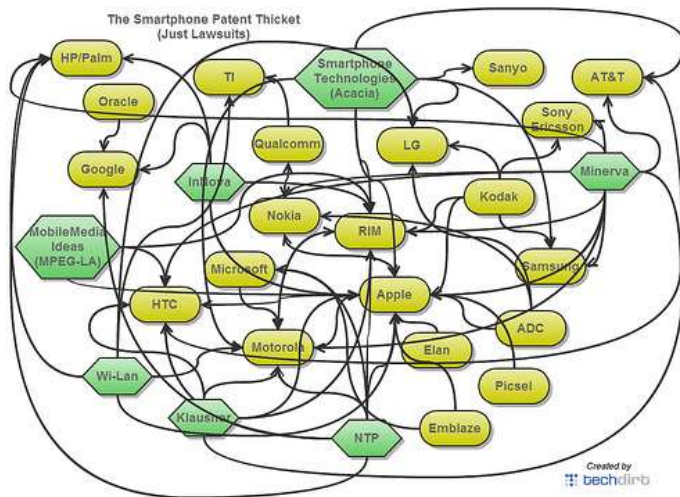 The Smartphone Patent Thicket
(Just Lawsuits)
HP/Palm
TI
Smartphone
Technologies
(Acacia)
Sanyo
AT&T
Oracle
Sony
Ericsson
Qualcomm
LG
Google
InNova
Kodak
Minerva
Nokia
RIM
MobileMedia
Ideas
(MPEG-LA)
Microsoft
Samsung
HTC
Apple
ADC
Motorola
Elan
Wi-Lan
Picsel
Klausner
NTP
Emblaze
Created by
techdirt